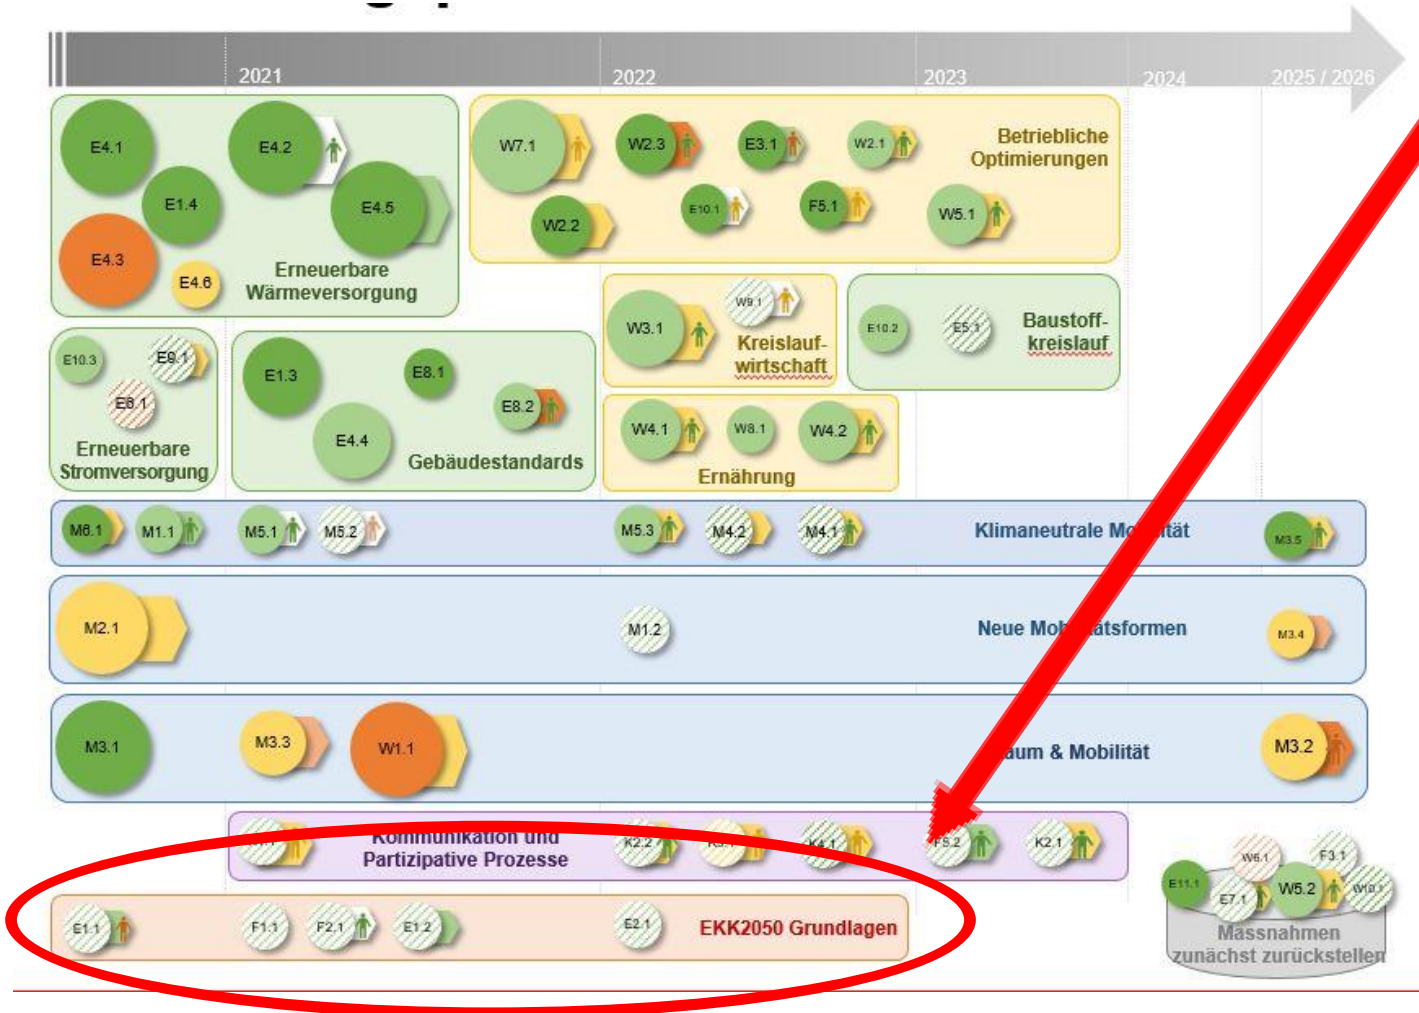 2021
2022
2023
2024
2025 / 2026
E4.1
E4.2
E1.4
E4.5
E4.3
E4.6
Erneuerbare
Wärmeversorgung
W7.1
W2.3
E3.1
W2.1
Betriebliche
Optimierungen
W2.2
E10.1
F5.1
W5.1
W3.1
W9.1
Kreislauf-
wirtschaft
E10.2
E5.1
Baustoff-
kreislauf
E10.3
E9.1
E6.1
Erneuerbare
Stromversorgung
E1.3
E8.1
E8.2
E4.4
Gebäudestandards
W4.1
W8.1
W4.2
Ernährung
M6.1
M1.1
M5.1
M5.2
M5.3
M4.2
M4.1
Klimaneutrale Mobilität
M3.5
M2.1
M1.2
Neue Mobilitätsformen
M3.4
M3.1
M3.3
W1.1
aum & Mobilität
M3.2
Kommunikation und
Partizipative Prozesse
K2.2
K4.1
F5.2
K2.1
E1.1
F1.1
F2.1
E1.2
E2.1
EKK2050 Grundlagen
W6.1
F3.1
E11.1
E7.1
W5.2
W10.1
Massnahmen
zunächst zurückstellen